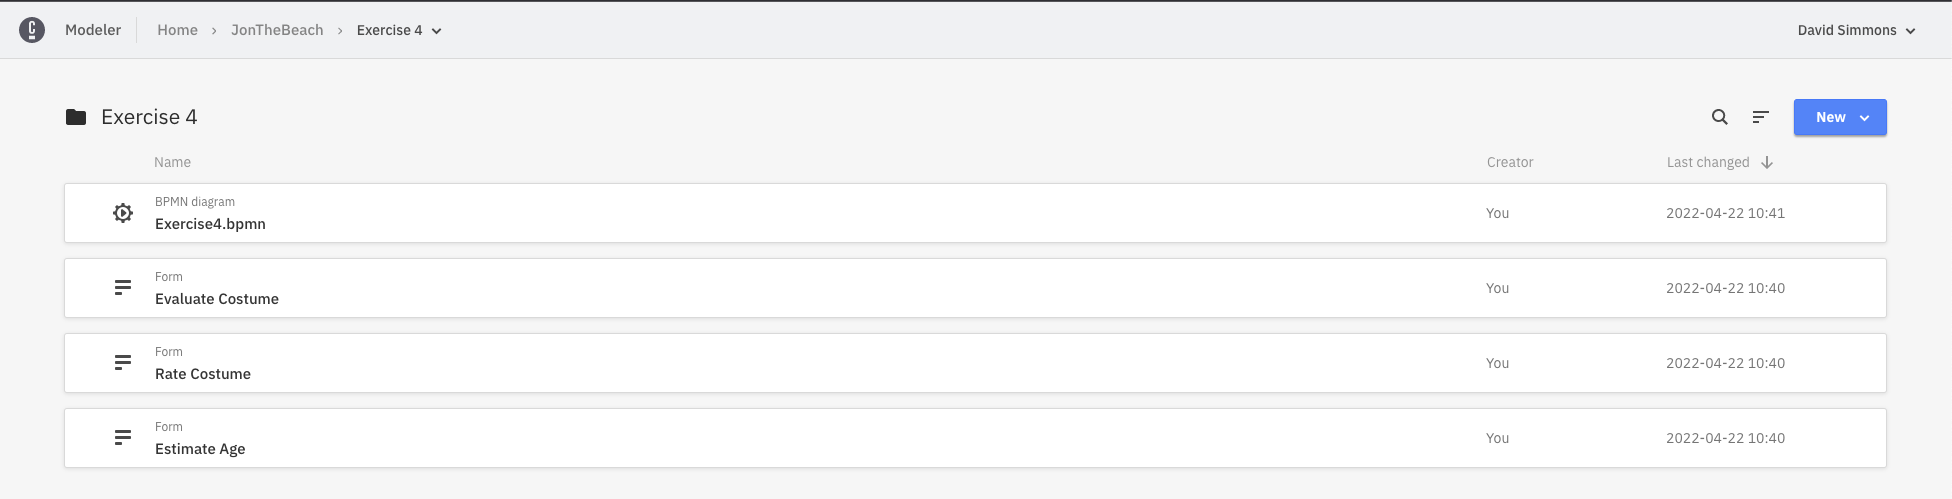 Modeler Home › JonTheBeach › Exercise 4 David Simmons
Exercise 4 New
Name Creator Last changed ↓
BPMN diagram
Exercise4.bpmn You 2022-04-22 10:41
Form
Evaluate Costume You 2022-04-22 10:40
Form
Rate Costume You 2022-04-22 10:40
Form
Estimate Age You 2022-04-22 10:40